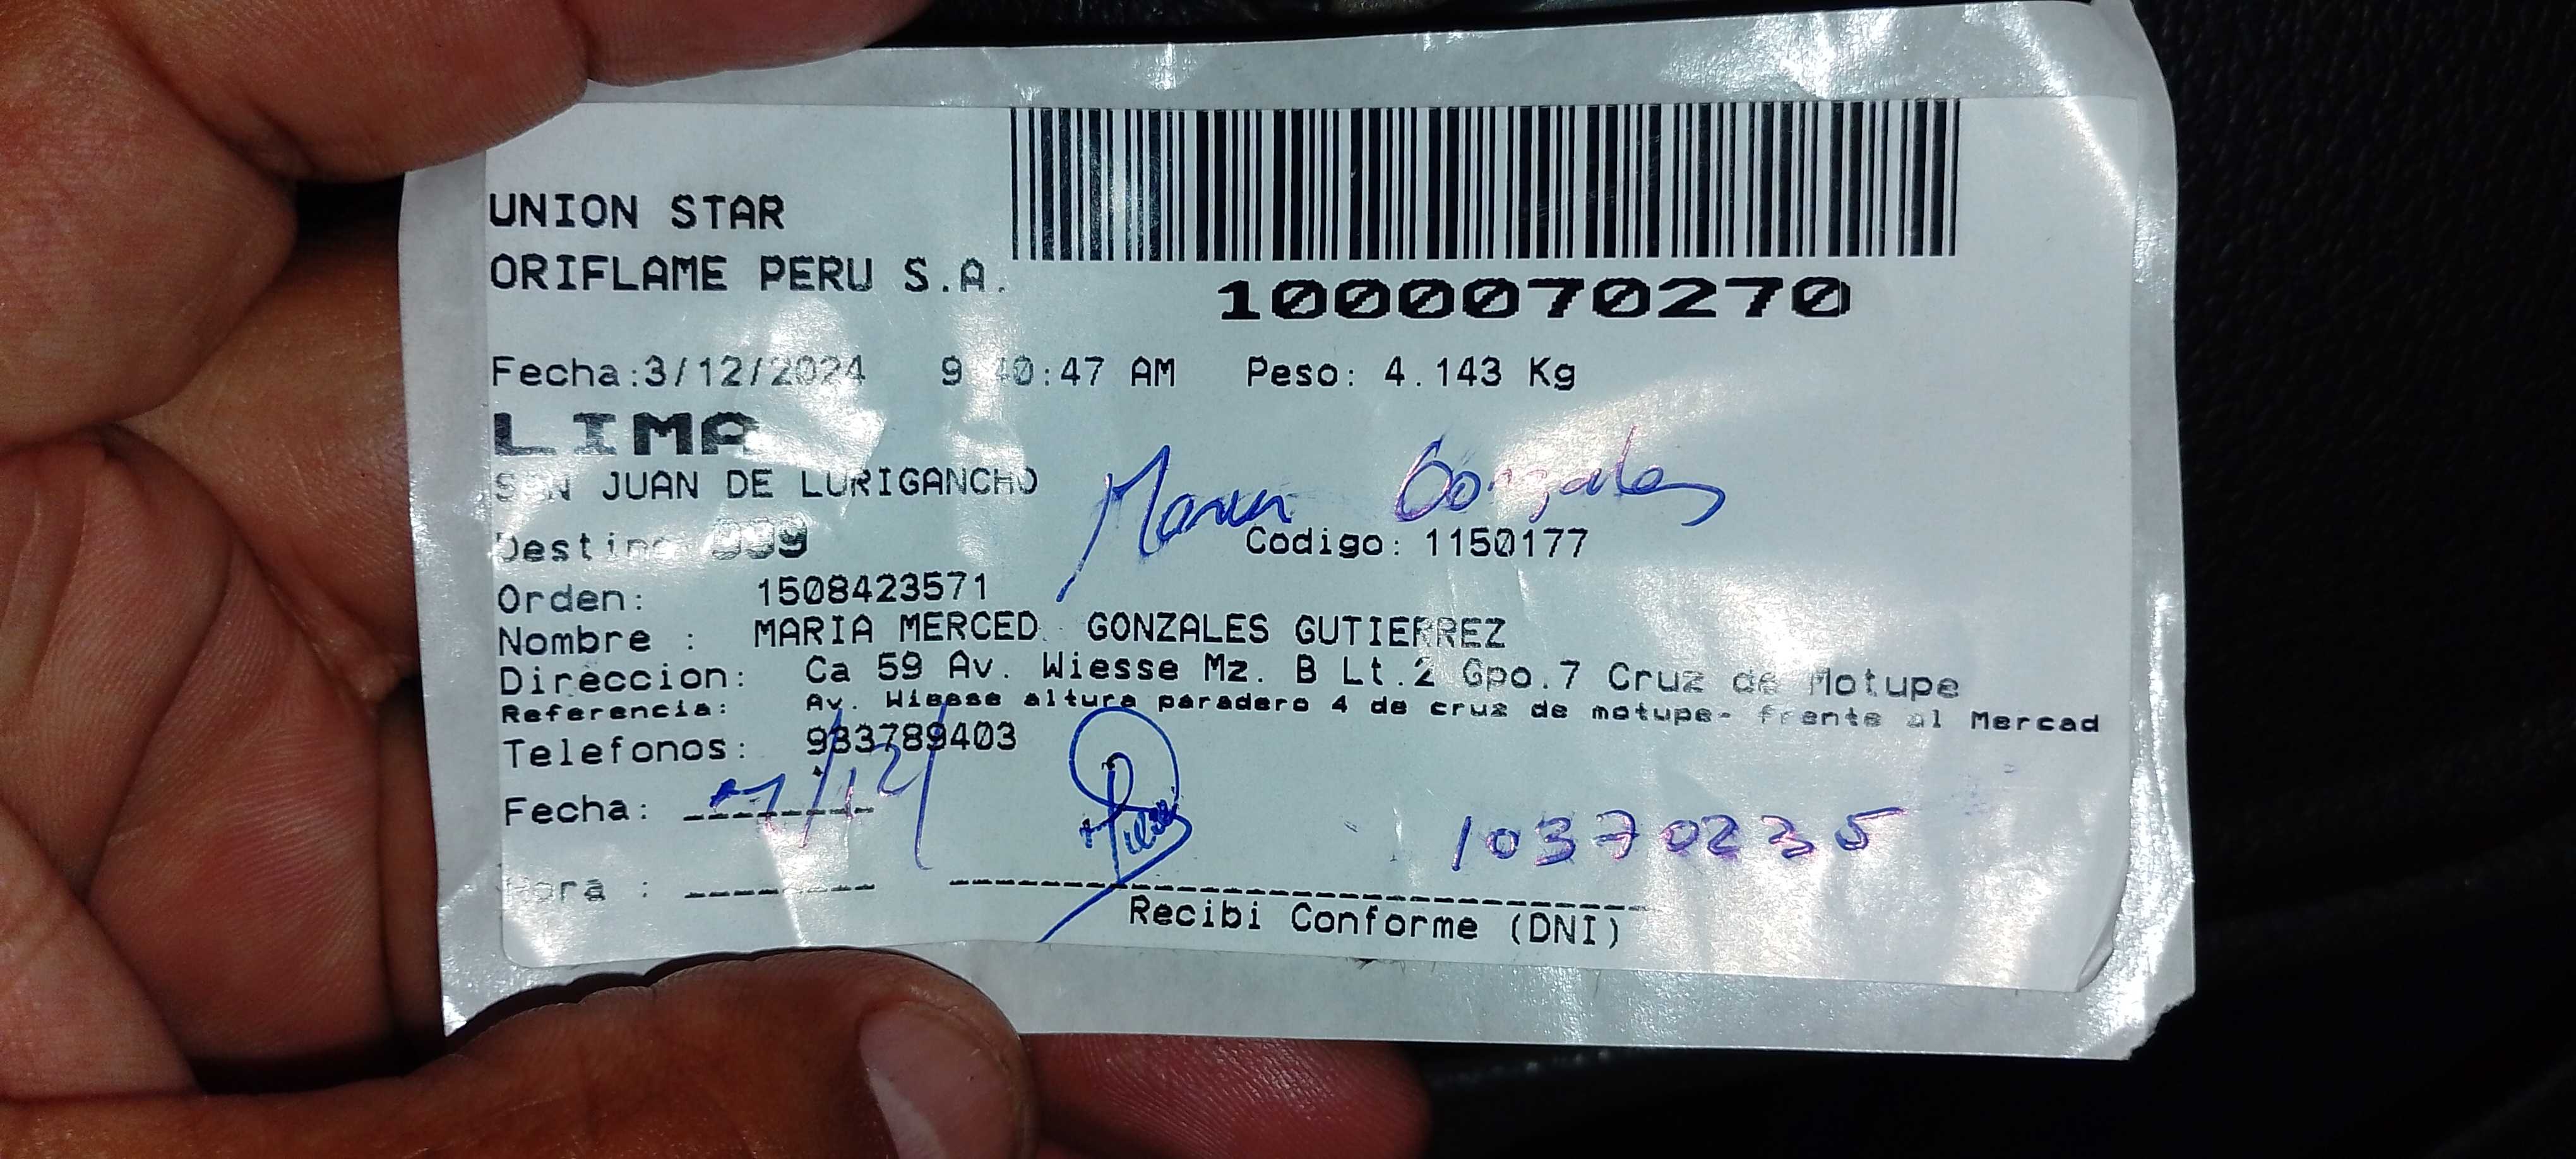 UNION STAR
ORIFLAME PERU S.A.
1000070270
Fecha:3/12/2024 9:40:47 AM Peso: 4.143 Kg
LIMA
SAN JUAN DE LURIGANCHO
Maria Gonzales
Destino 999 Codigo: 1150177
Orden: 1508423571
Nombre : MARIA MERCED GONZALES GUTIERREZ
Direccion: Ca 59 Av. Wiesse Mz. B Lt.2 Gpo.7 Cruz de Motupe
Referencia: Av. Wiesse altura paradero 4 de cruz de motupe- frente al Mercad
Telefonos: 933789403
Fecha:
10370235
Hora :
Recibi Conforme (DNI)